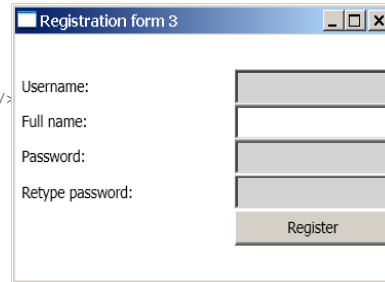 Registration form 3
Username:
/>
Full name:
Password:
Retype password:
Register